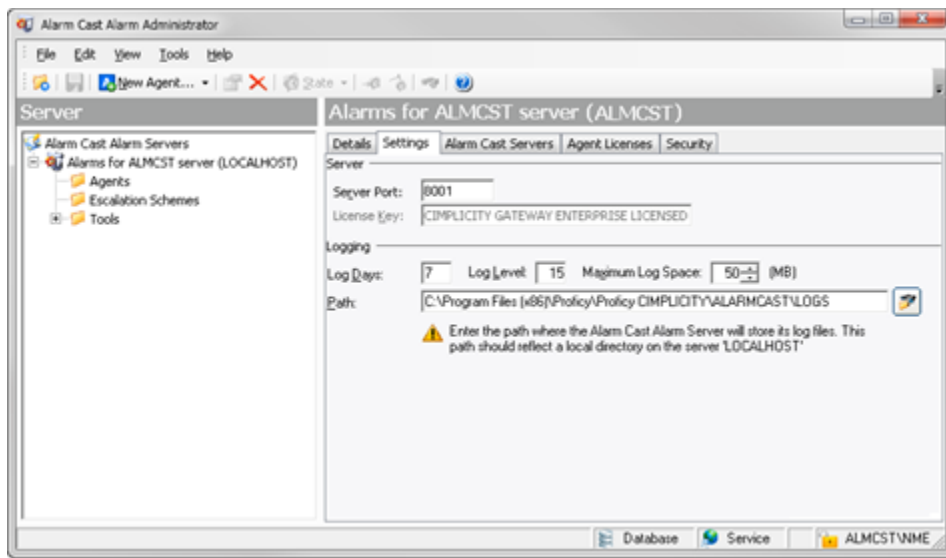 Alarm Cast Alarm Administrator
File Edit View Tools Help
New Agent... State
Server
Alarms for ALMCST server (ALMCST)
Alarm Cast Alarm Servers
Alarms for ALMCST server (LOCALHOST)
Agents
Escalation Schemes
Tools
Details Settings Alarm Cast Servers Agent Licenses Security
Server
Server Port: 8001
License Key: CIMPLICITY GATEWAY ENTERPRISE LICENSED
Logging
Log Days: 7 Log Level: 15 Maximum Log Space: 50 (MB)
Path: C:\Program Files (x86)\Proficy\Proficy CIMPLICITY\ALARMCAST\LOGS
Enter the path where the Alarm Cast Alarm Server will store its log files. This
path should reflect a local directory on the server 'LOCALHOST'
Database Service ALMCST\NME